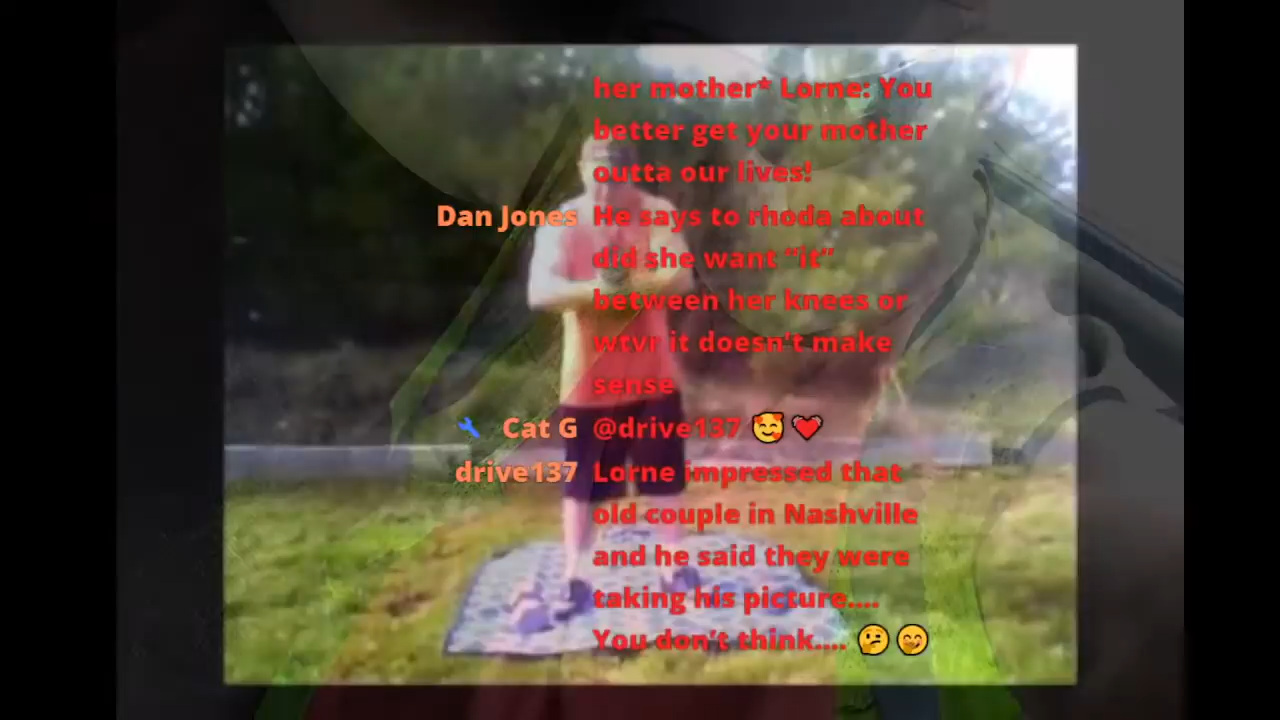 her mother* Lorne: You
better get your mother
outta our lives!
Dan Jones He says to rhoda about
did she want “it”
between her knees or
wtvr it doesn't make
sense
Cat G @drive137 🥰 💓
drive137 Lorne impressed that
old couple in Nashville
and he said they were
taking his picture....
You don’t think.... 🤔 🤭